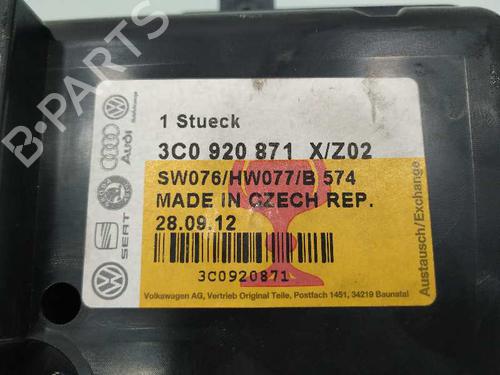 1 Stueck
3C0 920 871 X/Z02
SW076/HW077/B 574
MADE IN CZECH REP.
28.09.12
3C0920871
Volkswagen AG, Vertrieb Original Teile, Postfach 1451, 34219 Baunatal
Austausch/Exchange
Audi
SEAT
B-PARTS